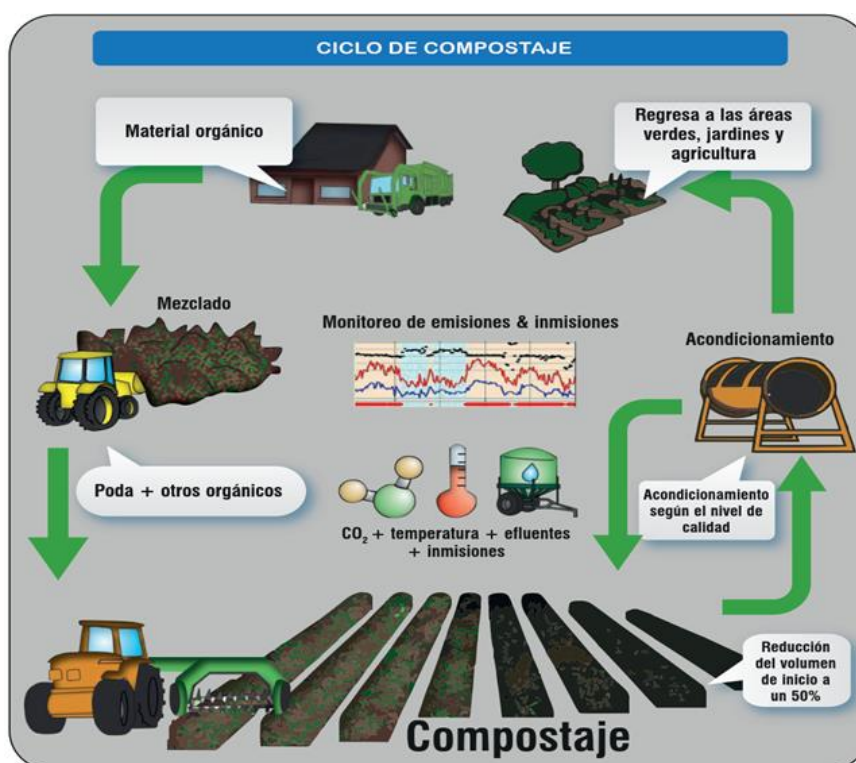 CICLO DE COMPOSTAJE
Material orgánico
Regresa a las áreas
verdes, jardines y
agricultura
Mezclado
Monitoreo de emisiones & inmisiones
Acondicionamiento
Poda + otros orgánicos
CO₂ + temperatura + efluentes
+ inmisiones
Acondicionamiento
según el nivel de
calidad
Reducción
del volumen
de inicio a
un 50%
Compostaje